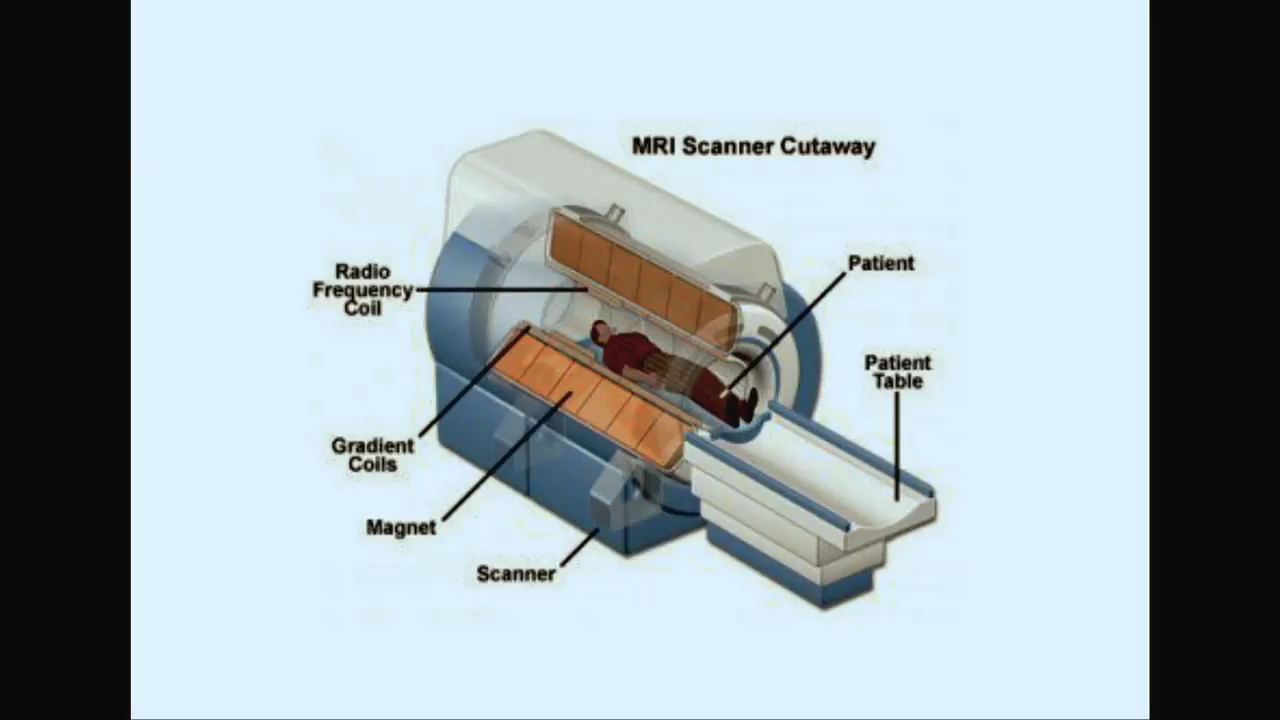 MRI Scanner Cutaway
Radio
Frequency
Coil
Patient
Patient
Table
Gradient
Coils
Magnet
Scanner